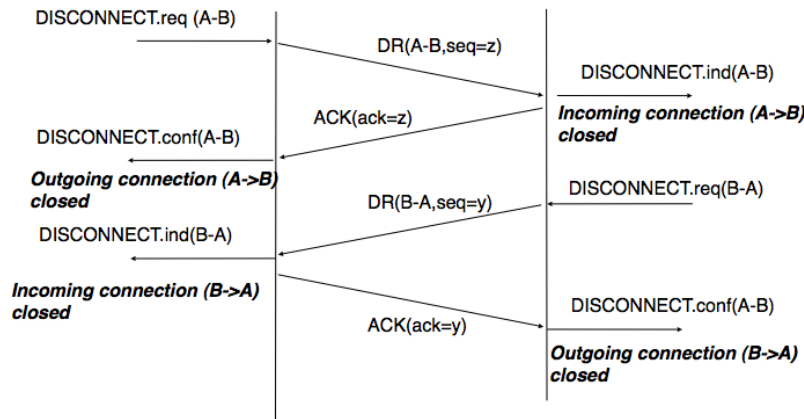 DISCONNECT.req (A-B)
DR(A-B,seq=z)
DISCONNECT.ind(A-B)
Incoming connection (A->B)
closed
ACK(ack=z)
DISCONNECT.conf(A-B)
Outgoing connection (A->B)
closed
DISCONNECT.req(B-A)
DR(B-A,seq=y)
DISCONNECT.ind(B-A)
Incoming connection (B->A)
closed
ACK(ack=y)
DISCONNECT.conf(A-B)
Outgoing connection (B->A)
closed